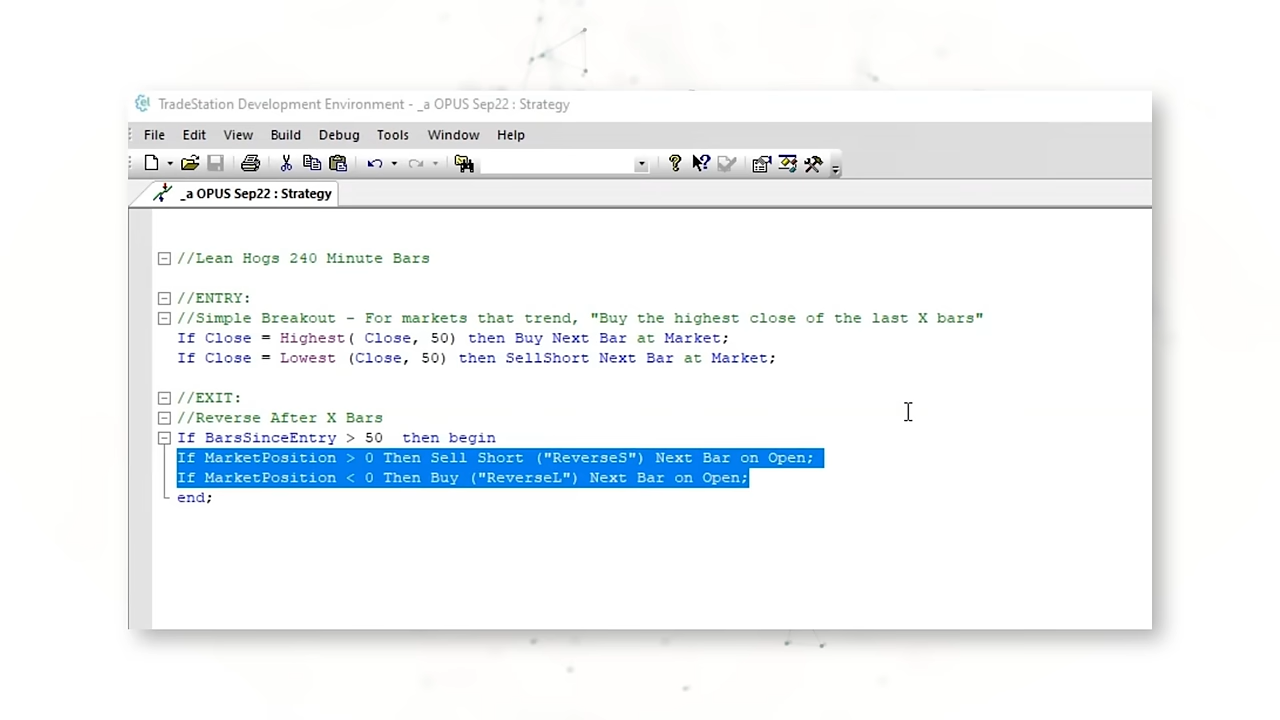 TradeStation Development Environment - _a OPUS Sep22 : Strategy
File Edit View Build Debug Tools Window Help
_a OPUS Sep22 : Strategy
//Lean Hogs 240 Minute Bars
//ENTRY:
//Simple Breakout - For markets that trend, "Buy the highest close of the last X bars"
If Close = Highest( Close, 50) then Buy Next Bar at Market;
If Close = Lowest (Close, 50) then SellShort Next Bar at Market;
//EXIT:
//Reverse After X Bars
If BarsSinceEntry > 50  then begin
If MarketPosition > 0 Then Sell Short ("ReverseS") Next Bar on Open;
If MarketPosition < 0 Then Buy ("ReverseL") Next Bar on Open;
end;